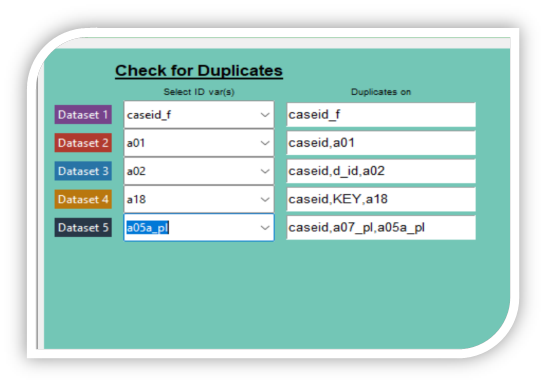 Check for Duplicates
Select ID var(s) Duplicates on
Dataset 1 caseid_f caseid_f
Dataset 2 a01 caseid,a01
Dataset 3 a02 caseid,d_id,a02
Dataset 4 a18 caseid,KEY,a18
Dataset 5 a05a_pl caseid,a07_pl,a05a_pl